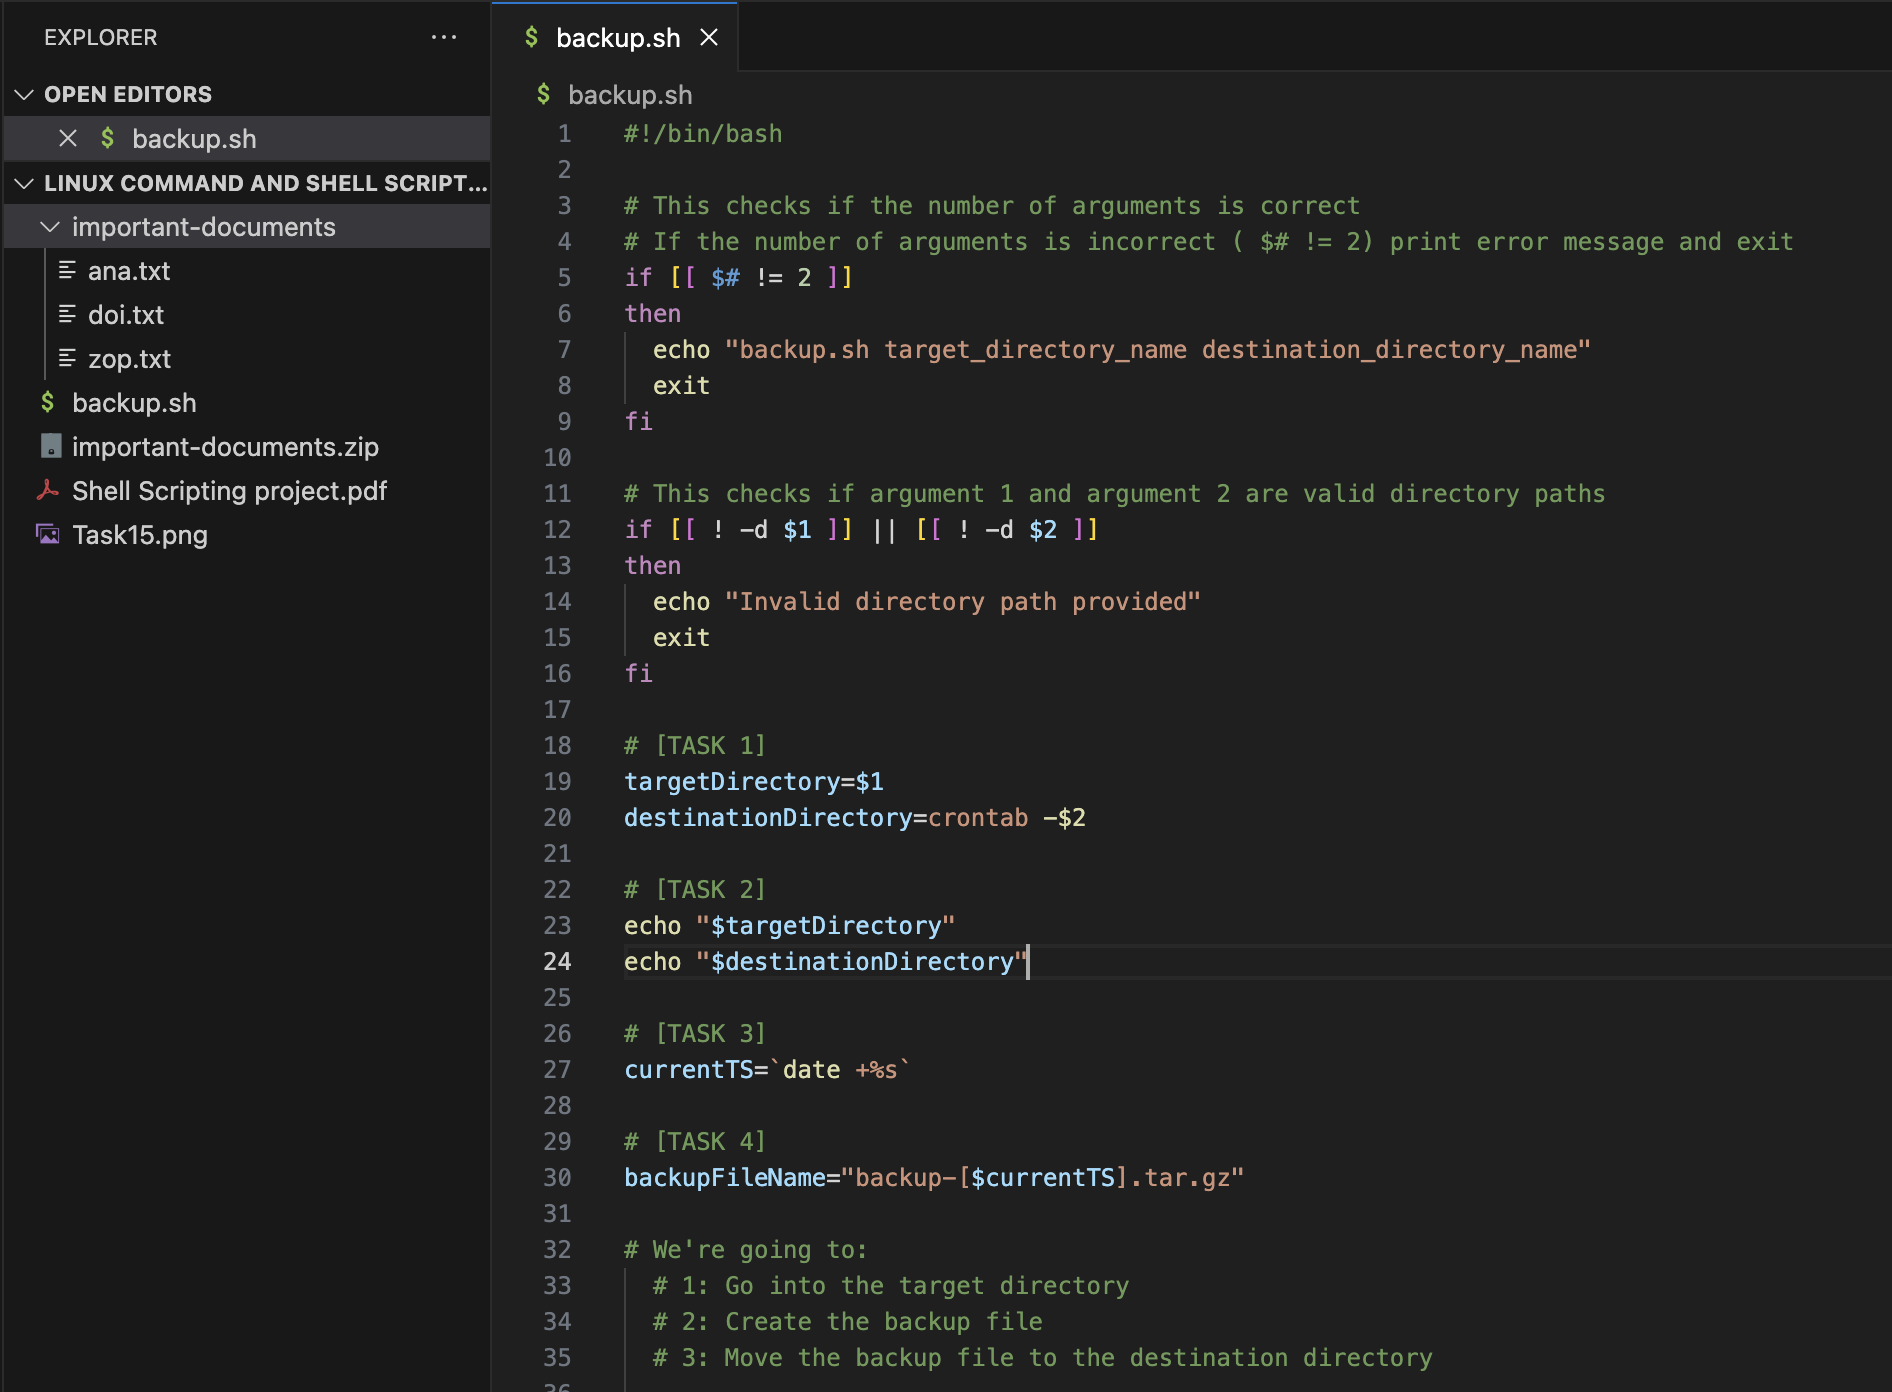 EXPLORER
OPEN EDITORS
backup.sh
LINUX COMMAND AND SHELL SCRIPT...
important-documents
ana.txt
doi.txt
zop.txt
backup.sh
important-documents.zip
Shell Scripting project.pdf
Task15.png
$ backup.sh
$ backup.sh
1 #!/bin/bash
2
3 # This checks if the number of arguments is correct
4 # If the number of arguments is incorrect ( $# != 2) print error message and exit
5 if [[ $# != 2 ]]
6 then
7 echo "backup.sh target_directory_name destination_directory_name"
8 exit
9 fi
10
11 # This checks if argument 1 and argument 2 are valid directory paths
12 if [[ ! -d $1 ]] || [[ ! -d $2 ]]
13 then
14 echo "Invalid directory path provided"
15 exit
16 fi
17
18 # [TASK 1]
19 targetDirectory=$1
20 destinationDirectory=crontab -$2
21
22 # [TASK 2]
23 echo "$targetDirectory"
24 echo "$destinationDirectory"
25
26 # [TASK 3]
27 currentTS=`date +%s`
28
29 # [TASK 4]
30 backupFileName="backup-[$currentTS].tar.gz"
31
32 # We're going to:
33 # 1: Go into the target directory
34 # 2: Create the backup file
35 # 3: Move the backup file to the destination directory